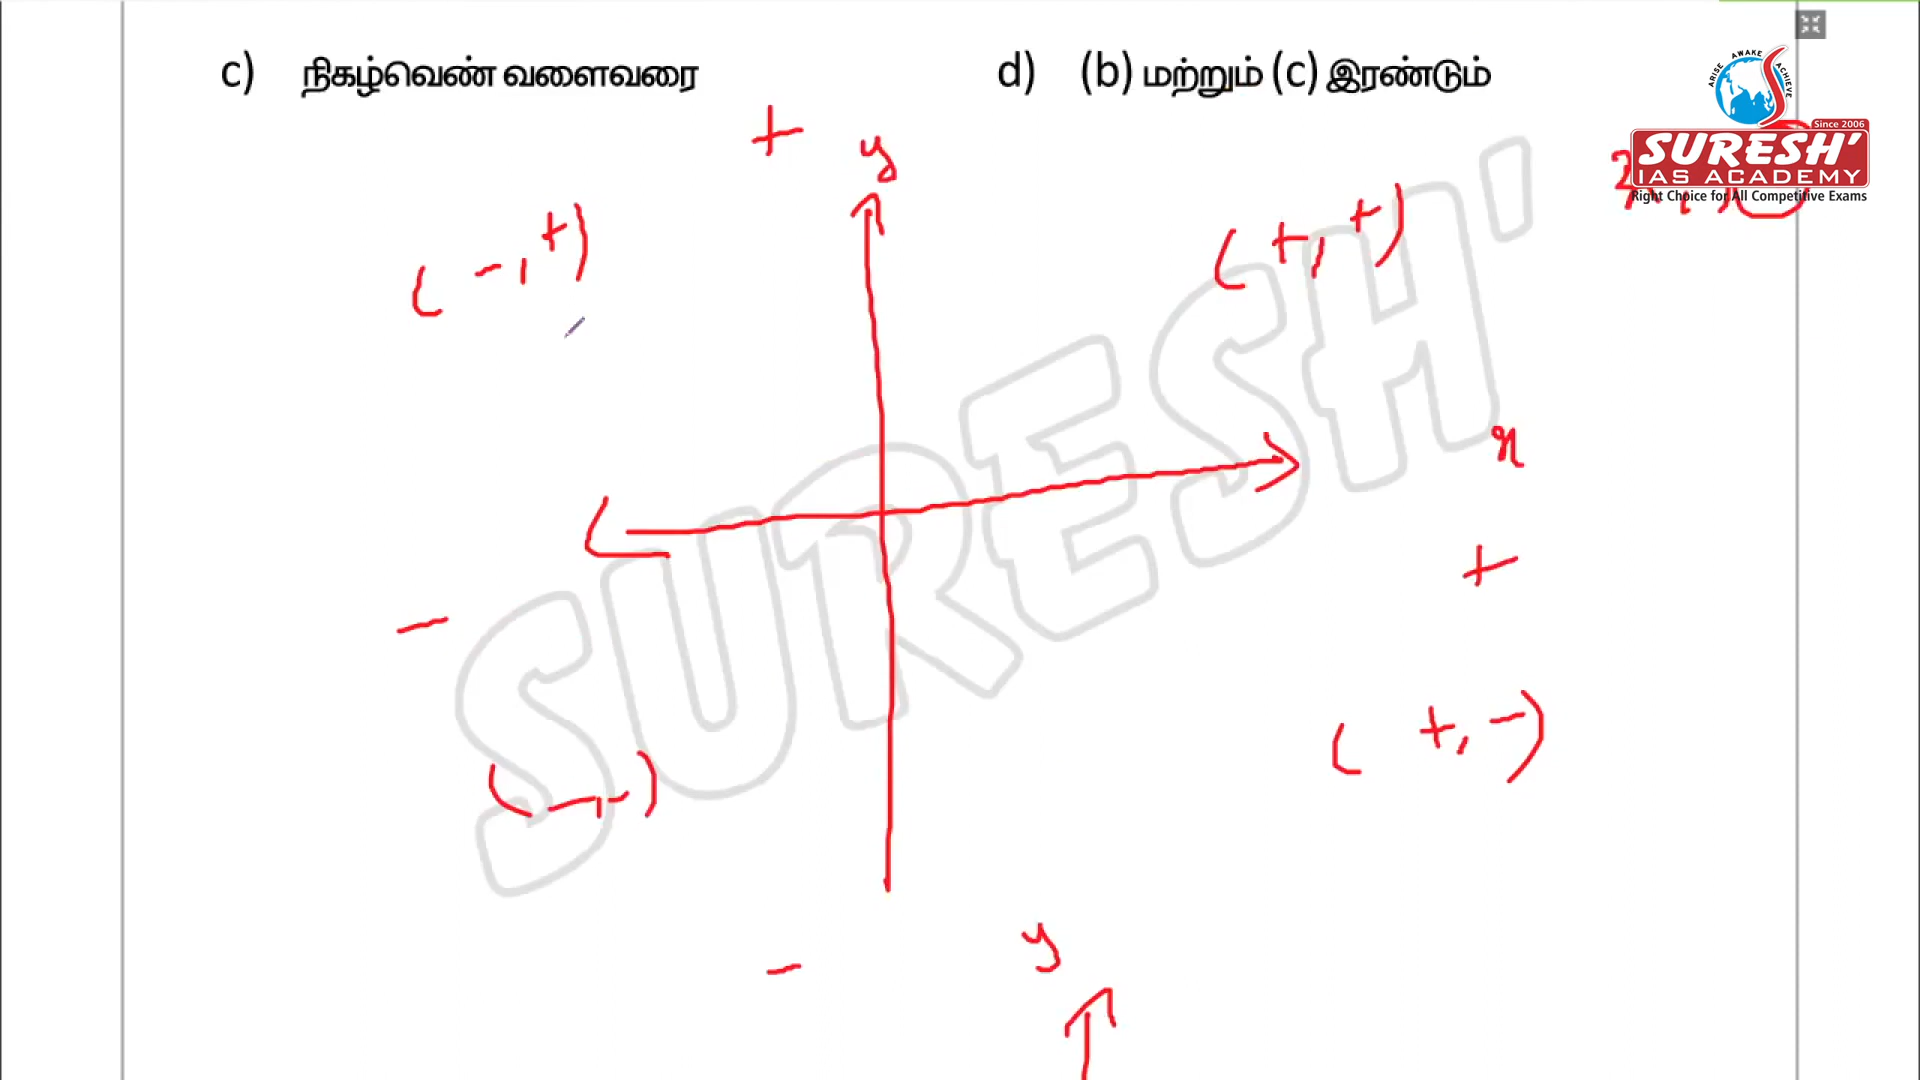 c) நிகழ்வெண் வளைவரை d) (b) மற்றும் (c) இரண்டும்
ARISE AWAKE ACHIEVE
Since 2006
SURESH'
IAS ACADEMY
Right Choice for All Competitive Exams
+ y
(-, +) (+, +)
x
+
-
(+, -)
(-, -)
y
-
SURESH'